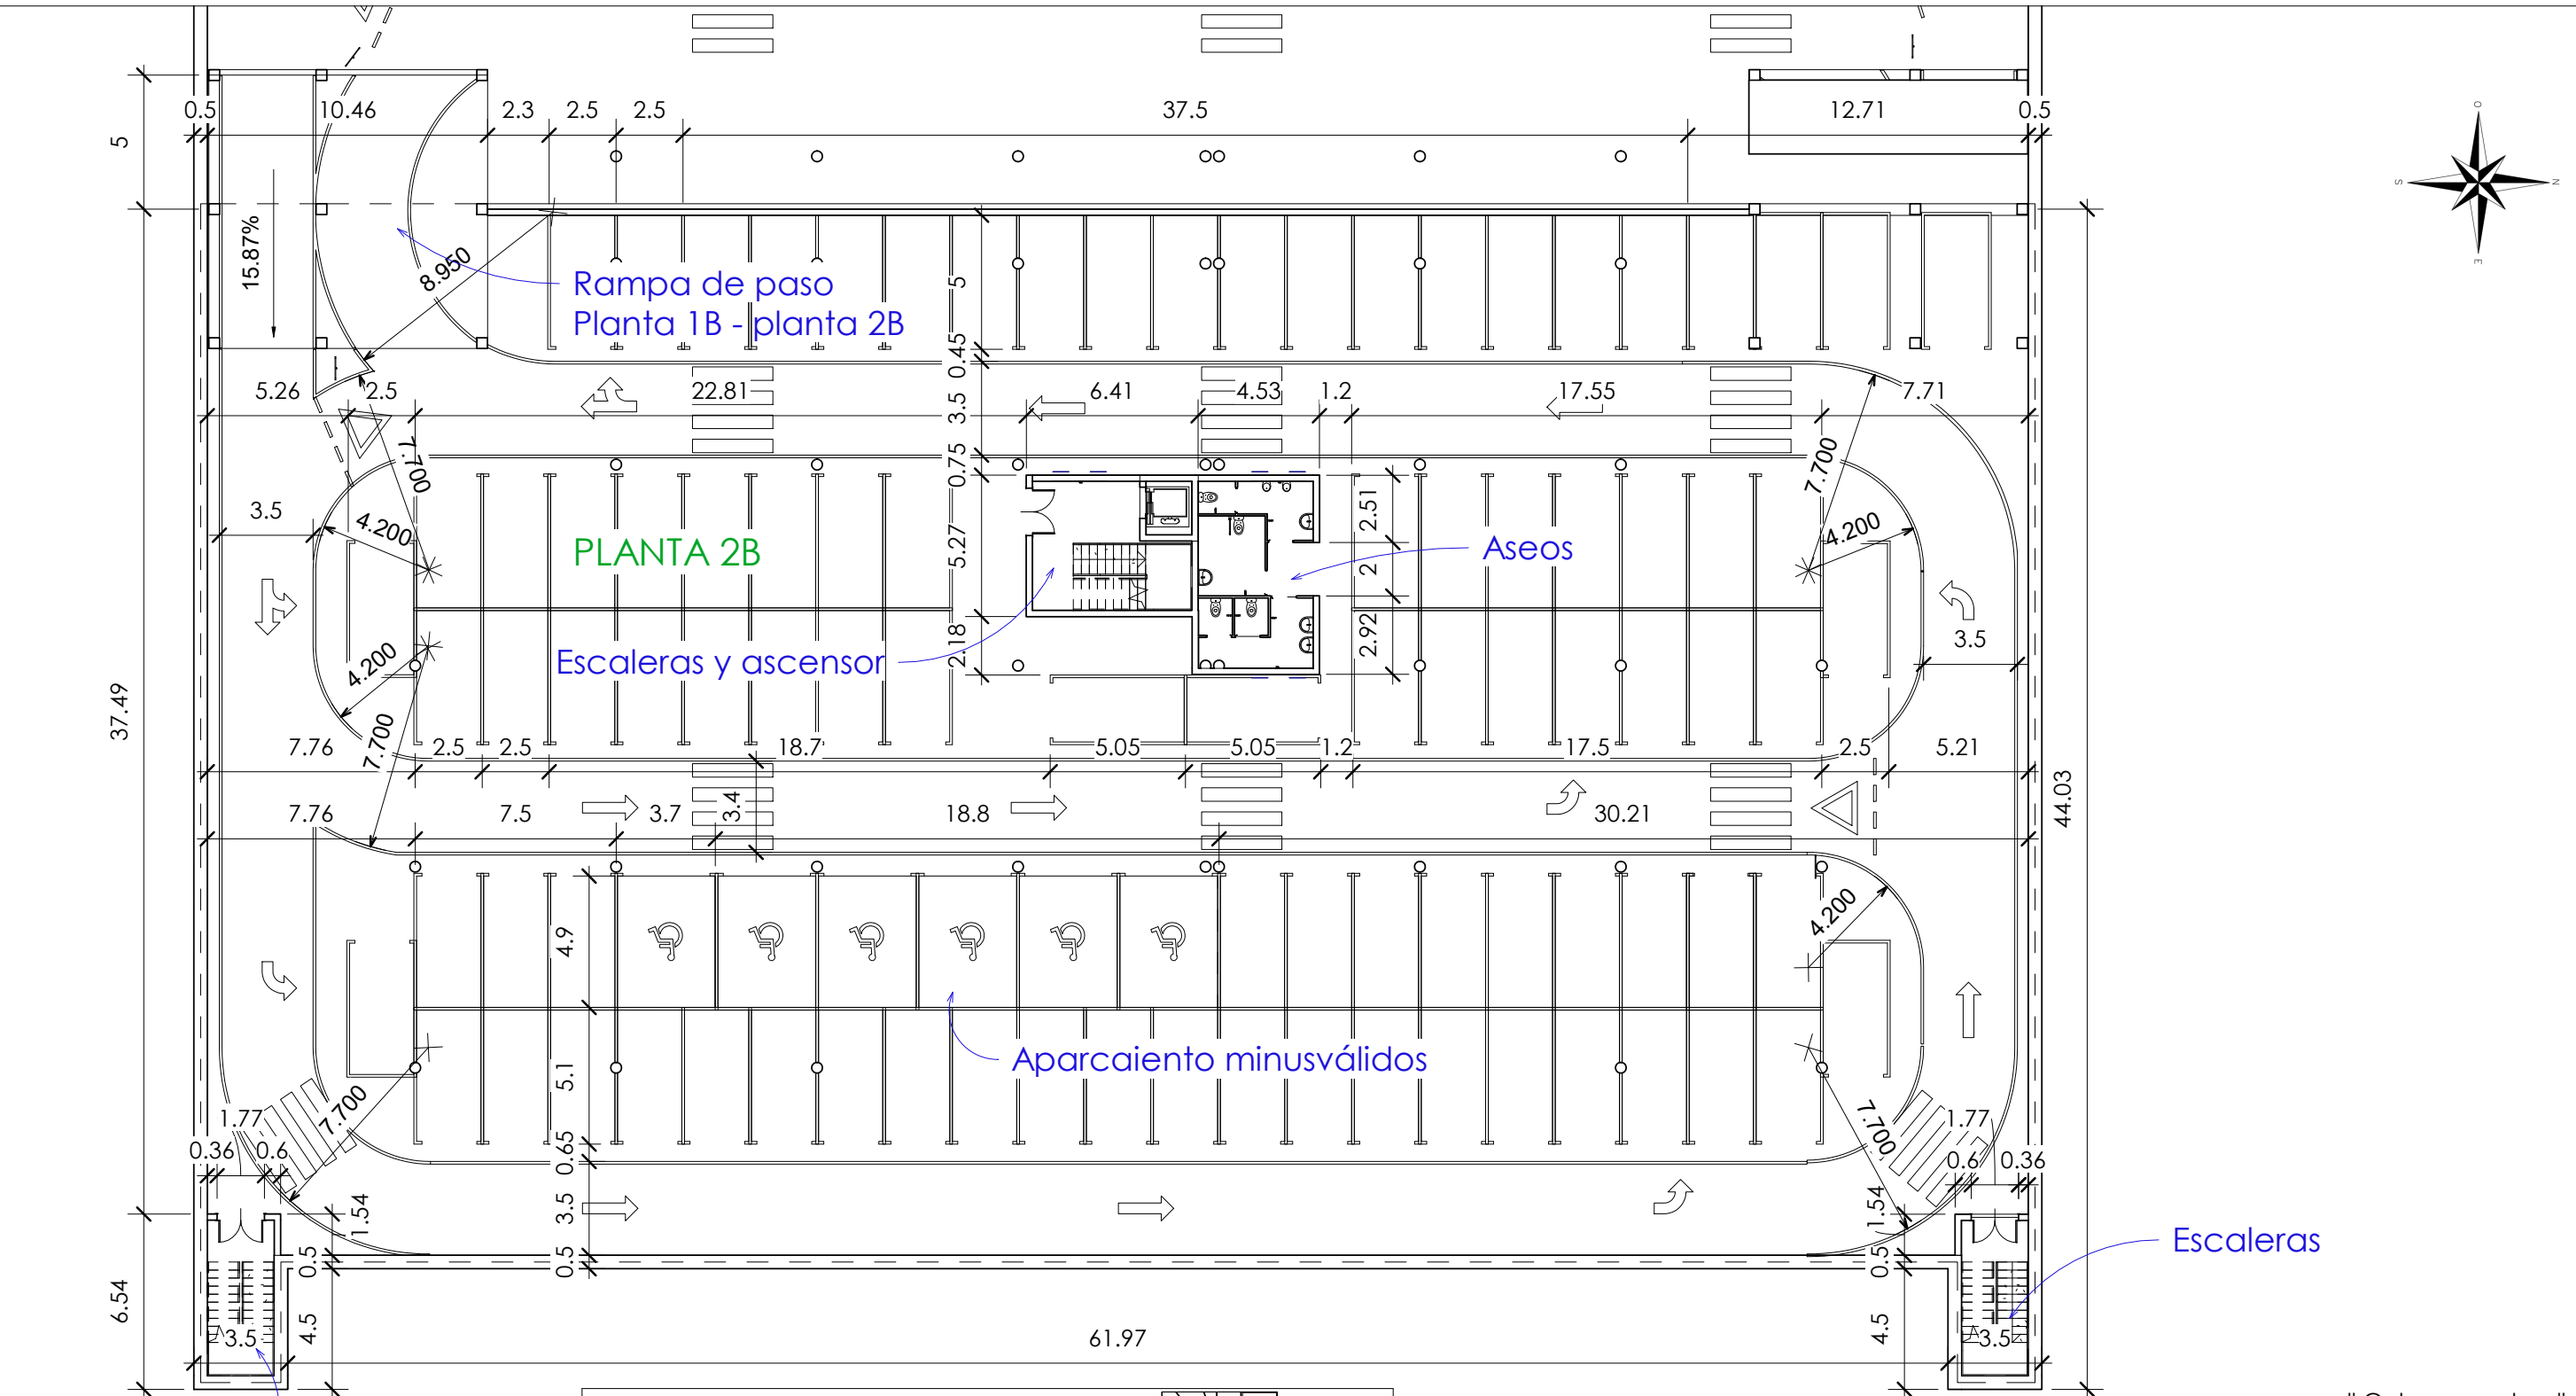 0.5 10.46 2.3 2.5 2.5 37.5 12.71 0.5
5
O
S N
E
15.87%
8.950
Rampa de paso
Planta 1B - planta 2B
5
0.45
5.26 2.5 22.81 3.5 6.41 4.53 1.2 17.55 7.71
7.700
0.75
7.700
3.5
4.200
PLANTA 2B
5.27
2.51
Aseos
4.200
2
3.5
2.18
2.92
Escaleras y ascensor
4.200
37.49
7.700
7.76 2.5 2.5 18.7 5.05 5.05 1.2 17.5 2.5 5.21
44.03
7.76 7.5 3.7 3.4 18.8 30.21
4.200
4.9
Aparcaiento minusválidos
5.1
7.700
7.700
1.77 1.77
0.36 0.6 0.65 0.6 0.36
1.54 3.5 1.54
0.5 0.5 0.5
Escaleras
6.54
3.5 4.5 61.97 4.5 3.5